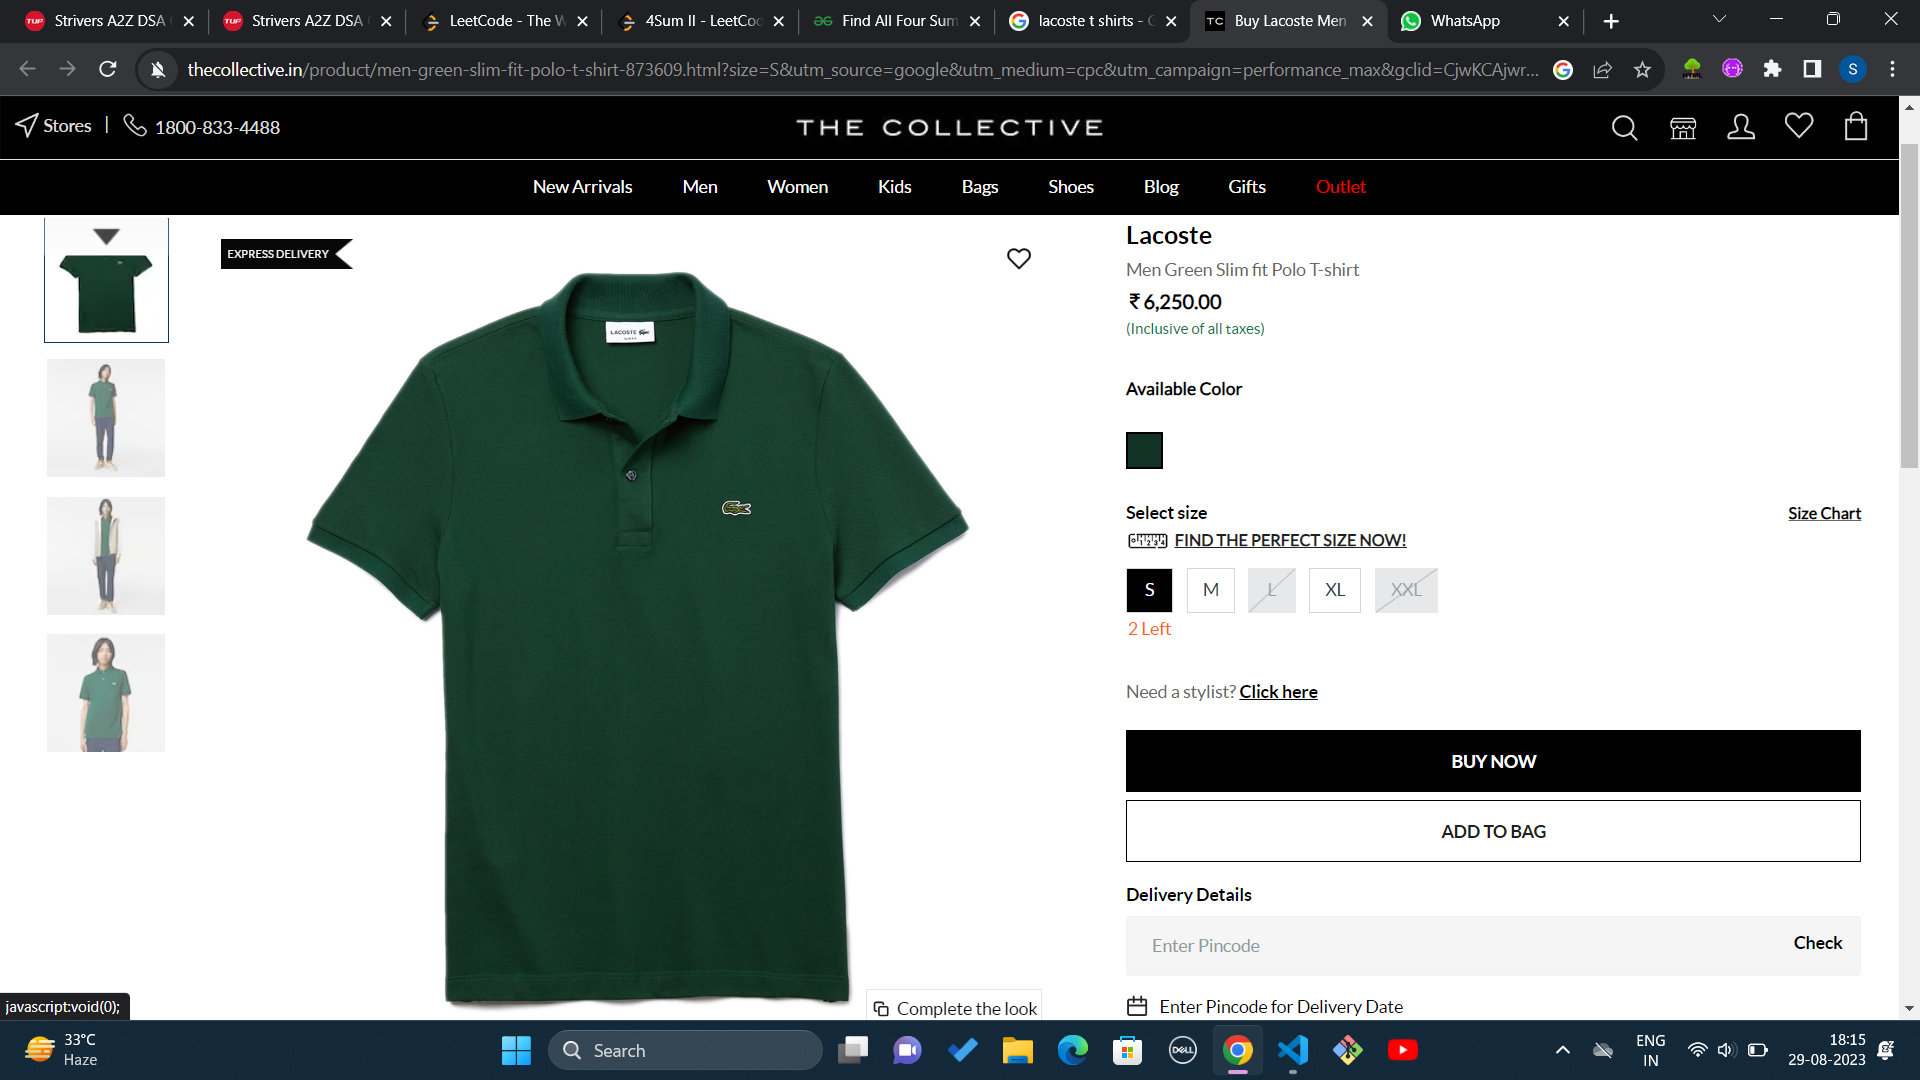 Strivers A2Z DSA
Strivers A2Z DSA
LeetCode - The W
4Sum II - LeetCod
Find All Four Sum
lacoste t shirts - G
Buy Lacoste Men
WhatsApp
thecollective.in/product/men-green-slim-fit-polo-t-shirt-873609.html?size=S&utm_source=google&utm_medium=cpc&utm_campaign=performance_max&gclid=CjwKCAjwr...
S
Stores | 1800-833-4488
THE COLLECTIVE
New Arrivals
Men
Women
Kids
Bags
Shoes
Blog
Gifts
Outlet
EXPRESS DELIVERY
LACOSTE
Lacoste
Men Green Slim fit Polo T-shirt
₹ 6,250.00
(Inclusive of all taxes)
Available Color
Select size
Size Chart
FIND THE PERFECT SIZE NOW!
S
M
L
XL
XXL
2 Left
Need a stylist? Click here
BUY NOW
ADD TO BAG
Delivery Details
Enter Pincode
Check
Enter Pincode for Delivery Date
Complete the look
javascript:void(0);
33°C
Haze
Search
DELL
ENG
IN
18:15
29-08-2023